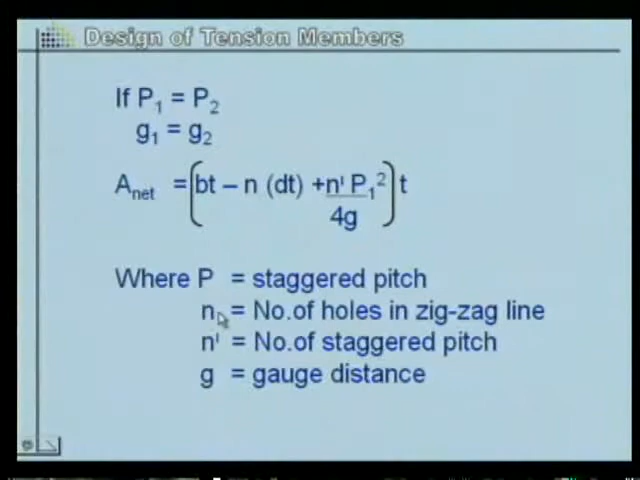 Design of Tension Members
If P₁ = P₂
g₁ = g₂
Aₙₑₜ = (bt – n (dt) + n' P₁² / 4g) t
Where P = staggered pitch
n = No.of holes in zig-zag line
n' = No.of staggered pitch
g = gauge distance